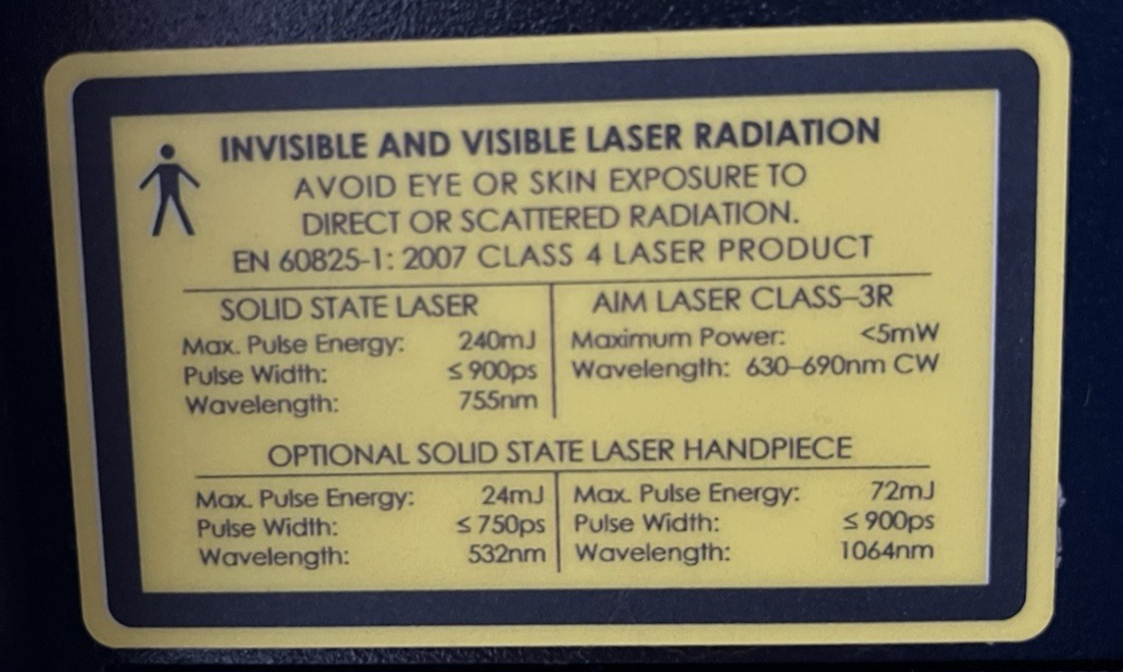 INVISIBLE AND VISIBLE LASER RADIATION
AVOID EYE OR SKIN EXPOSURE TO
DIRECT OR SCATTERED RADIATION.
EN 60825-1: 2007 CLASS 4 LASER PRODUCT
SOLID STATE LASER
Max. Pulse Energy: 240mJ
Pulse Width: ≤900ps
Wavelength: 755nm
AIM LASER CLASS-3R
Maximum Power: <5mW
Wavelength: 630-690nm CW
OPTIONAL SOLID STATE LASER HANDPIECE
Max. Pulse Energy: 24mJ
Pulse Width: ≤750ps
Wavelength: 532nm
Max. Pulse Energy: 72mJ
Pulse Width: ≤900ps
Wavelength: 1064nm